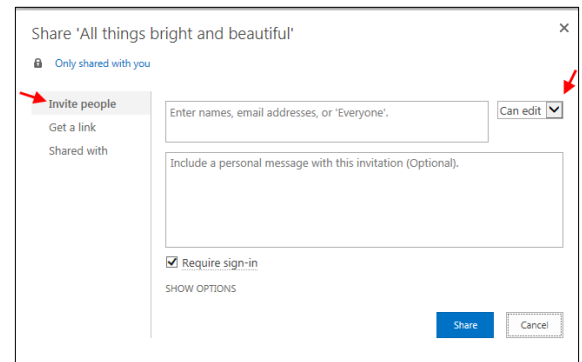 Share 'All things bright and beautiful'
Only shared with you
Invite people
Get a link
Shared with
Enter names, email addresses, or 'Everyone'.
Can edit
Include a personal message with this invitation (Optional).
Require sign-in
SHOW OPTIONS
Share
Cancel